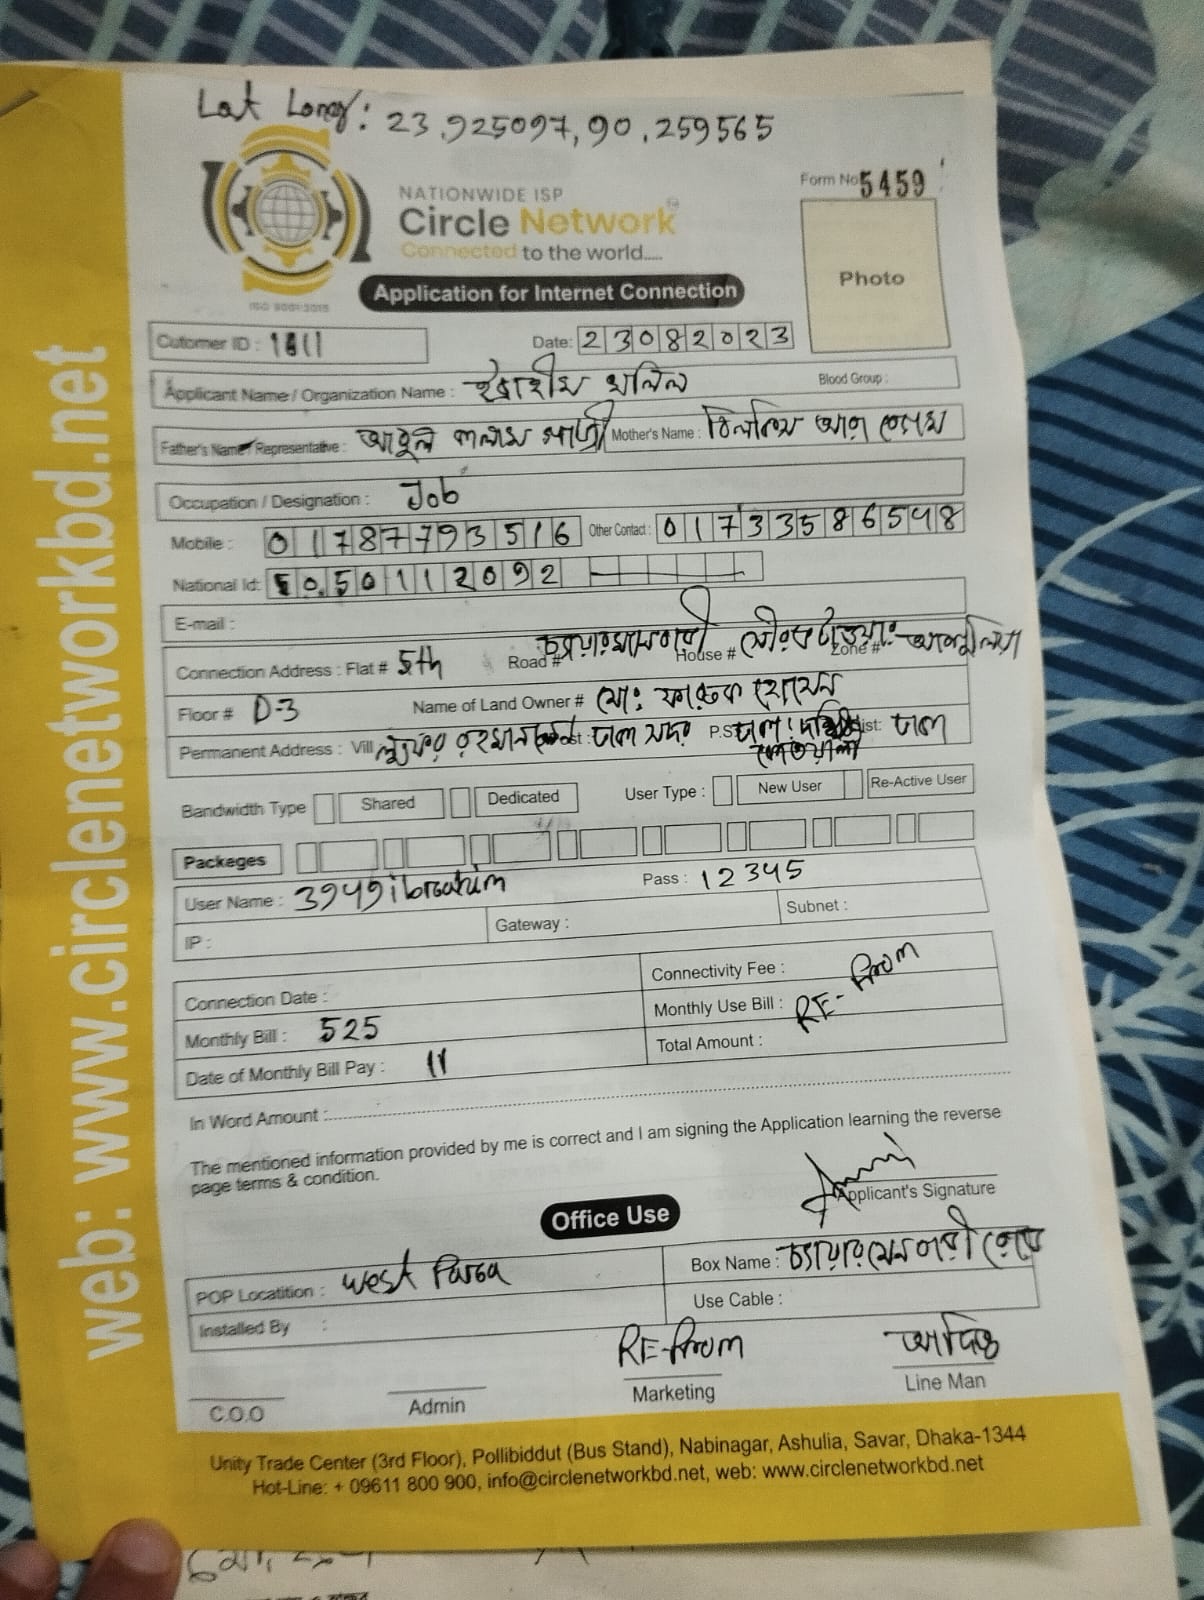 Lat Long: 23.925097, 90.259565
NATIONWIDE ISP
Circle Network
Connected to the world.....
ISO 9001:2015
Form No 5459
Photo
Application for Internet Connection
Cutomer ID : 1611
Date: 23082023
Applicant Name / Organization Name : ইব্রাহীম খলিল
Blood Group :
Father's Name / Representative : কালাম গাজী
Mother's Name :
Occupation / Designation : Job
Mobile : 01787793516
Other Contact : 01733586548
National Id: 5050112092
E-mail :
Connection Address : Flat # 5th
Road #
House #
Zone #
Floor # D-3
Name of Land Owner # মোঃ ফারুক হোসেন
Permanent Address : Vill
P.S
Dist:
Bandwidth Type
Shared
Dedicated
User Type :
New User
Re-Active User
Packeges
User Name : 3949ibrahim
Pass : 12345
IP :
Gateway :
Subnet :
Connection Date :
Connectivity Fee :
Monthly Bill : 525
Monthly Use Bill :
RE-From
Date of Monthly Bill Pay : 11
Total Amount :
In Word Amount :
The mentioned information provided by me is correct and I am signing the Application learning the reverse
page terms & condition.
Applicant's Signature
Office Use
POP Locatition : West Parsa
Box Name :
Installed By :
Use Cable :
RE-From
C.O.O
Admin
Marketing
Line Man
Unity Trade Center (3rd Floor), Pollibiddut (Bus Stand), Nabinagar, Ashulia, Savar, Dhaka-1344
Hot-Line: + 09611 800 900, info@circlenetworkbd.net, web: www.circlenetworkbd.net
web: www.circlenetworkbd.net